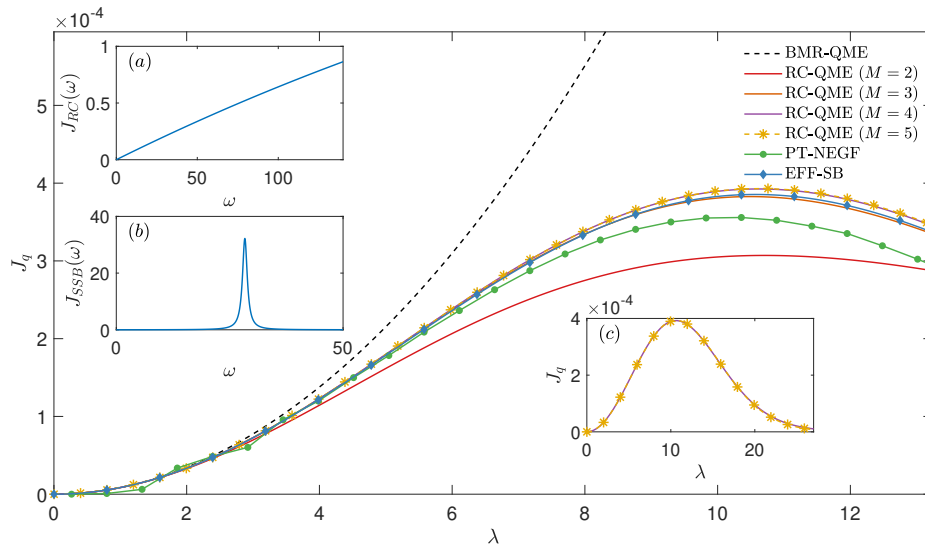 ×10⁻⁴
J_q
5
4
3
2
1
0
0
2
4
6
8
10
12
λ
BMR-QME
RC-QME (M = 2)
RC-QME (M = 3)
RC-QME (M = 4)
RC-QME (M = 5)
PT-NEGF
EFF-SB
(a)
J_RC(ω)
1
0.5
0
0
50
100
ω
(b)
J_SSB(ω)
40
20
0
0
50
ω
×10⁻⁴
(c)
J_q
4
2
0
0
10
20
λ